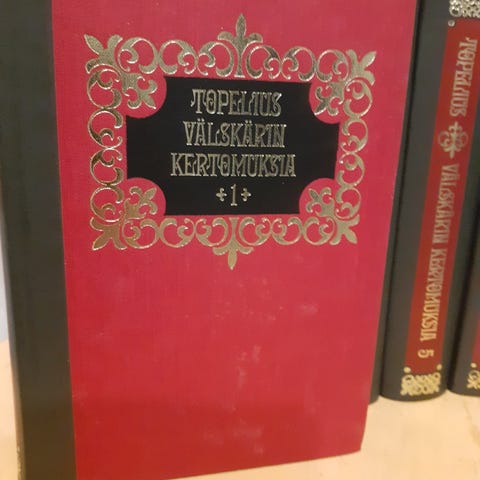 TOPELIUS
VÄLSKÄRIN
KERTOMUKSIA
1
TOPELIUS VÄLSKÄRIN KERTOMUKSIA 5